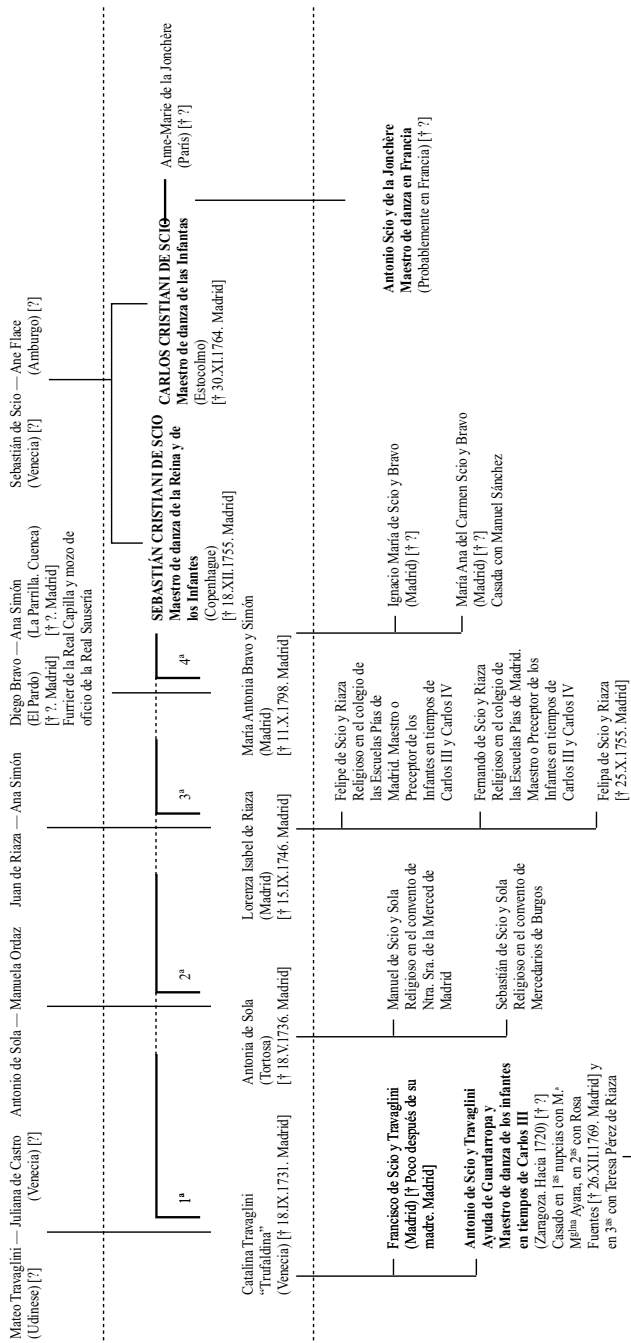 Mateo Travaglini — Juliana de Castro
(Udinese) [?]
(Venecia) [?]
Antonio de Sola — Manuela Ordaz
Juan de Riaza — Ana Simón
Diego Bravo — Ana Simón
(El Pardo)
(La Parrilla. Cuenca)
[† ?. Madrid]
[† ?. Madrid]
Furrier de la Real Capilla y mozo de
oficio de la Real Sausería
Sebastián de Scio — Ane Flace
(Venecia) [?]
(Amburgo) [?]
1ª
2ª
3ª
4ª
SEBASTIÁN CRISTIANI DE SCIO
Maestro de danza de la Reina y de
los Infantes
(Copenhague)
[† 18.XII.1755. Madrid]
CARLOS CRISTIANI DE SCIO
Maestro de danza de las Infantas
(Estocolmo)
[† 30.XI.1764. Madrid]
Anne-Marie de la Jonchère
(París) [† ?]
Catalina Travaglini
“Trufaldina”
(Venecia) [† 18.IX.1731. Madrid]
Antonia de Sola
(Tortosa)
[† 18.V.1736. Madrid]
Lorenza Isabel de Riaza
(Madrid)
[† 15.IX.1746. Madrid]
María Antonia Bravo y Simón
(Madrid)
[† 11.X.1798. Madrid]
Francisco de Scio y Travaglini
(Madrid) [† Poco después de su
madre. Madrid]
Antonio de Scio y Travaglini
Ayuda de Guardarropa y
Maestro de danza de los infantes
en tiempos de Carlos III
(Zaragoza. Hacia 1720) [† ?]
Casado en 1ªs nupcias con M.ª
Mglna Ayara, en 2ªs con Rosa
Fuentes [† 26.XII.1769. Madrid] y
en 3ªs con Teresa Pérez de Riaza
Manuel de Scio y Sola
Religioso en el convento de
Ntra. Sra. de la Merced de
Madrid
Sebastián de Scio y Sola
Religioso en el convento de
Mercedarios de Burgos
Felipe de Scio y Riaza
Religioso en el colegio de
las Escuelas Pías de
Madrid. Maestro o
Preceptor de los
Infantes en tiempos de
Carlos III y Carlos IV
Fernando de Scio y Riaza
Religioso en el colegio de
las Escuelas Pías de Madrid.
Maestro o Preceptor de los
Infantes en tiempos de
Carlos III y Carlos IV
Felipa de Scio y Riaza
[† 25.X.1755. Madrid]
Ignacio María de Scio y Bravo
(Madrid) [† ?]
María Ana del Carmen Scio y Bravo
(Madrid) [† ?]
Casada con Manuel Sánchez
Antonio Scio y de la Jonchère
Maestro de danza en Francia
(Probablemente en Francia) [† ?]